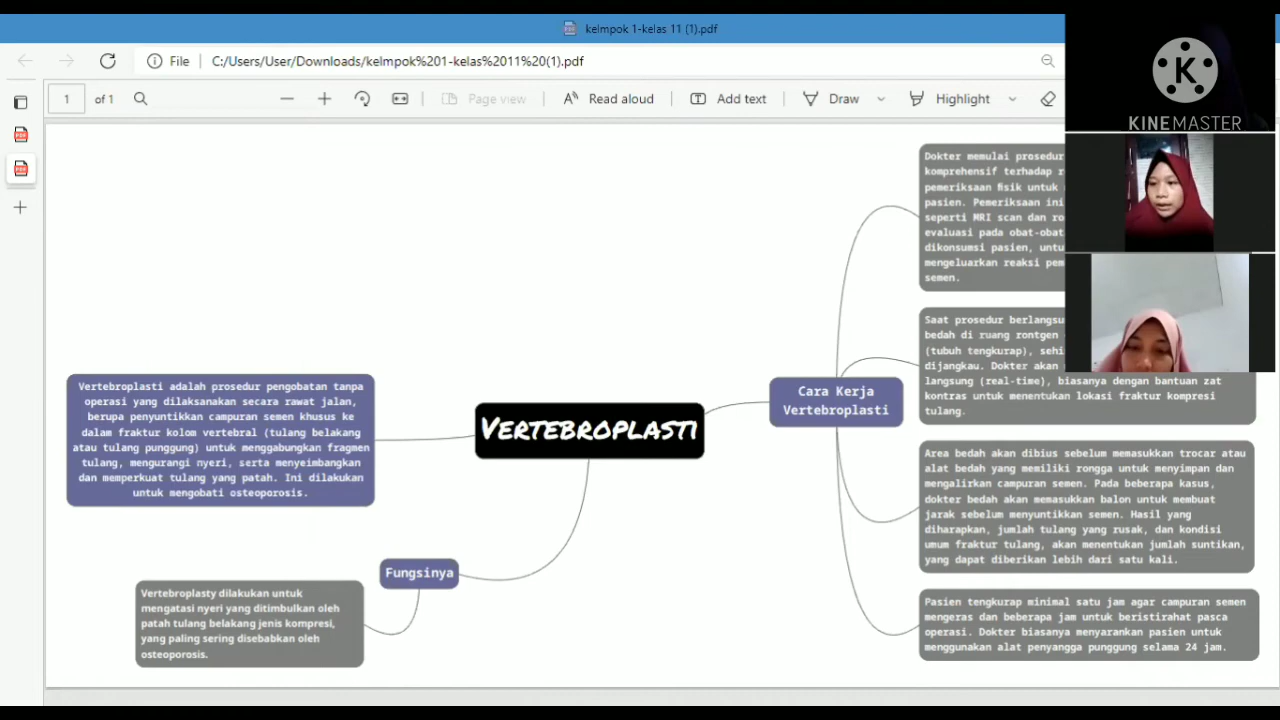 kelmpok 1-kelas 11 (1).pdf
File
C:/Users/User/Downloads/kelmpok%201-kelas%2011%20(1).pdf
1
of 1
Page view
Read aloud
Add text
Draw
Highlight
K
KINEMASTER
Vertebroplasti adalah prosedur pengobatan tanpa
operasi yang dilaksanakan secara rawat jalan,
berupa penyuntikkan campuran semen khusus ke
dalam fraktur kolom vertebral (tulang belakang
atau tulang punggung) untuk menggabungkan fragmen
tulang, mengurangi nyeri, serta menyeimbangkan
dan memperkuat tulang yang patah. Ini dilakukan
untuk mengobati osteoporosis.
VERTEBROPLASTI
Fungsinya
Vertebroplasty dilakukan untuk
mengatasi nyeri yang ditimbulkan oleh
patah tulang belakang jenis kompresi,
yang paling sering disebabkan oleh
osteoporosis.
Cara Kerja
Vertebroplasti
Dokter memulai prosedur
komprehensif terhadap
pemeriksaan fisik untuk
pasien. Pemeriksaan ini
seperti MRI scan dan
evaluasi pada obat-obat
dikonsumsi pasien,
mengeluarkan reaksi
semen.
Saat prosedur
bedah di ruang rontgen
(tubuh tengkurap),
dijangkau. Dokter akan
langsung (real-time), biasanya dengan bantuan zat
kontras untuk menentukan lokasi fraktur kompresi
tulang.
Area bedah akan dibius sebelum memasukkan trocar atau
alat bedah yang memiliki rongga untuk menyimpan dan
mengalirkan campuran semen. Pada beberapa kasus,
dokter bedah akan memasukkan balon untuk membuat
jarak sebelum menyuntikkan semen. Hasil yang
diharapkan, jumlah tulang yang rusak, dan kondisi
umum fraktur tulang, akan menentukan jumlah suntikan,
yang dapat diberikan lebih dari satu kali.
Pasien tengkurap minimal satu jam agar campuran semen
mengeras dan beberapa jam untuk beristirahat pasca
operasi. Dokter biasanya menyarankan pasien untuk
menggunakan alat penyangga punggung selama 24 jam.